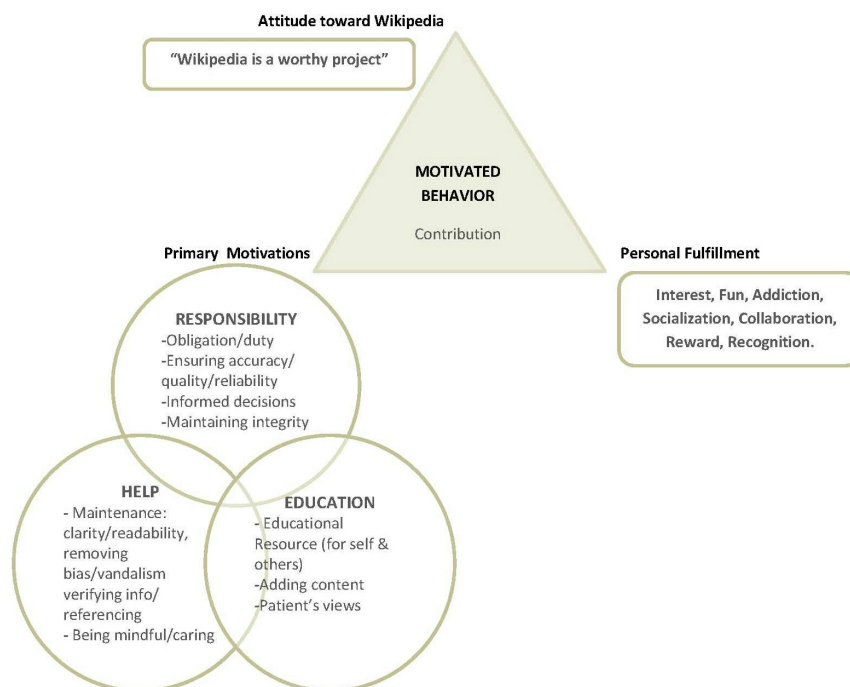 Attitude toward Wikipedia
“Wikipedia is a worthy project”
MOTIVATED
BEHAVIOR
Contribution
Primary Motivations
Personal Fulfillment
Interest, Fun, Addiction,
Socialization, Collaboration,
Reward, Recognition.
RESPONSIBILITY
-Obligation/duty
-Ensuring accuracy/
quality/reliability
-Informed decisions
-Maintaining integrity
HELP
- Maintenance:
clarity/readability,
removing
bias/vandalism
verifying info/
referencing
- Being mindful/caring
EDUCATION
- Educational
Resource (for self &
others)
-Adding content
-Patient’s views